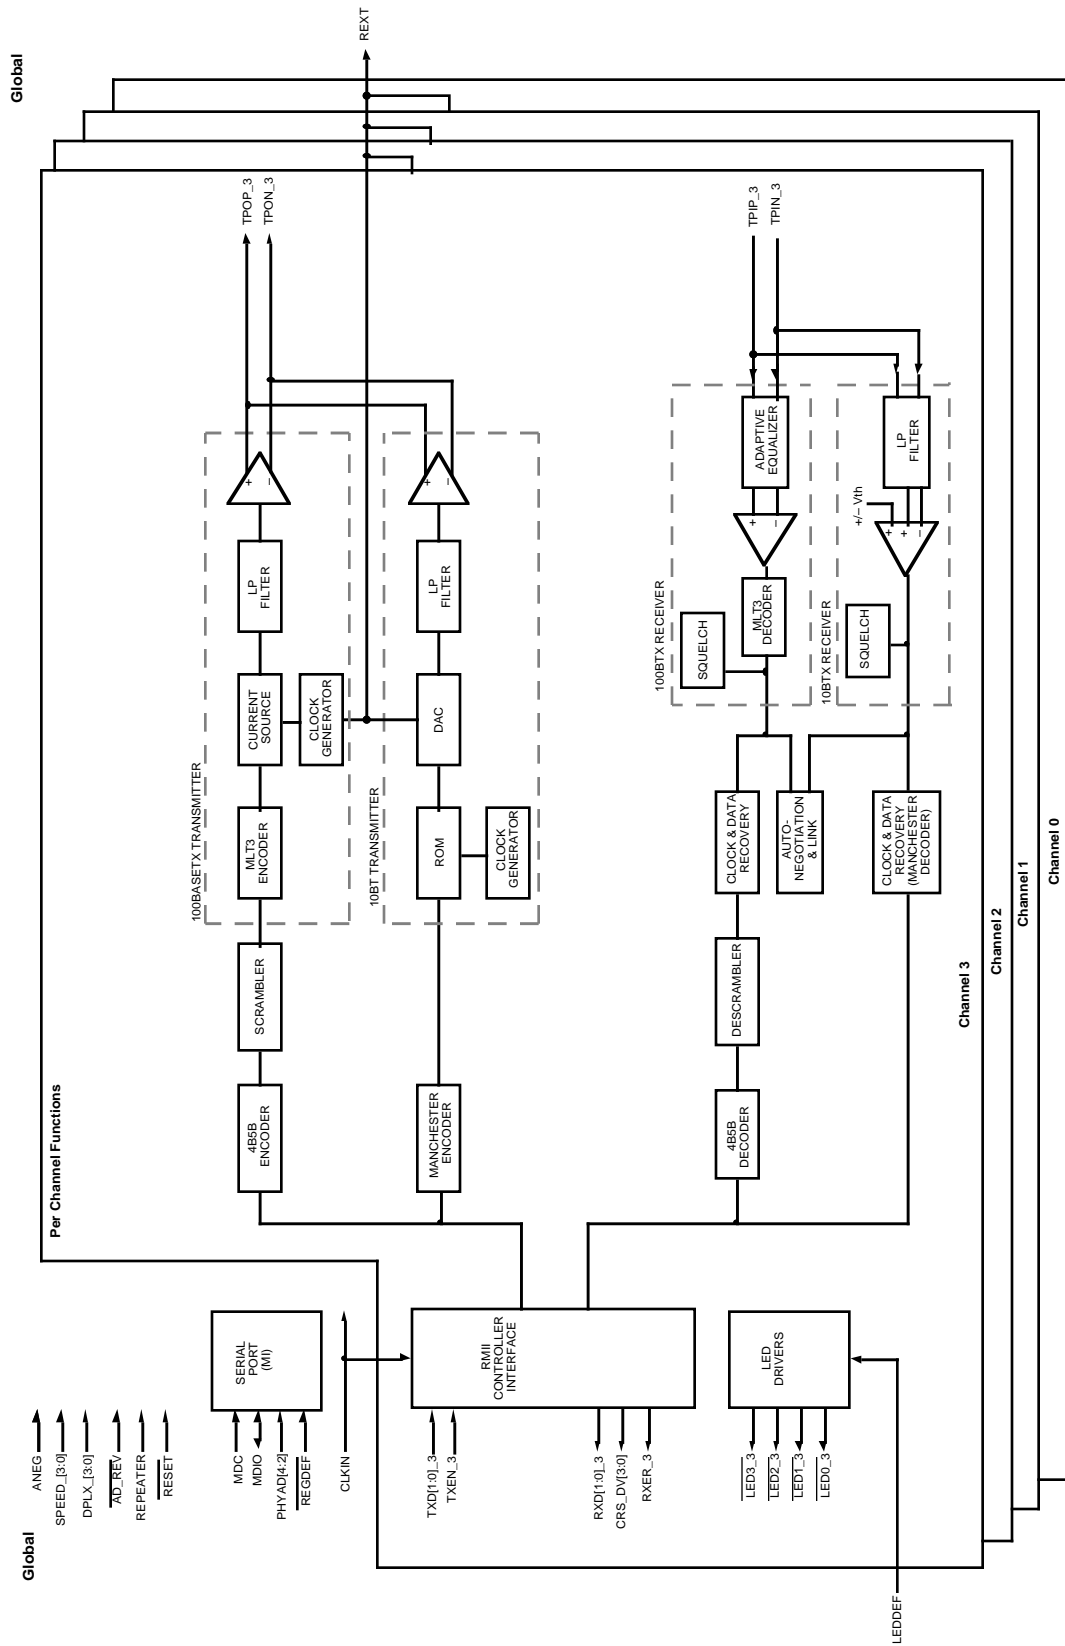 Global
ANEG
SPEED_[3:0]
DPLX_[3:0]
AD_REV
REPEATER
RESET
MDC
MDIO
PHYAD[4:2]
REGDEF
SERIAL
PORT
(MI)
CLKIN
TXD[1:0]_3
TXEN_3
RXD[1:0]_3
CRS_DV[3:0]
RXER_3
RMII
CONTROLLER
INTERFACE
LED3_3
LED2_3
LED1_3
LED0_3
LED
DRIVERS
LEDDEF
Per Channel Functions
4B5B
ENCODER
SCRAMBLER
100BASETX TRANSMITTER
MLT3
ENCODER
CURRENT
SOURCE
CLOCK
GENERATOR
LP
FILTER
+
–
TPOP_3
TPON_3
MANCHESTER
ENCODER
10BT TRANSMITTER
ROM
CLOCK
GENERATOR
DAC
LP
FILTER
+
–
REXT
Global
4B5B
DECODER
DESCRAMBLER
CLOCK & DATA
RECOVERY
AUTO-
NEGOTIATION
& LINK
CLOCK & DATA
RECOVERY
(MANCHESTER
DECODER)
100BTX RECEIVER
SQUELCH
MLT3
DECODER
+
–
ADAPTIVE
EQUALIZER
TPIP_3
TPIN_3
10BTX RECEIVER
SQUELCH
+/– Vth
+
+
–
LP
FILTER
Channel 3
Channel 2
Channel 1
Channel 0